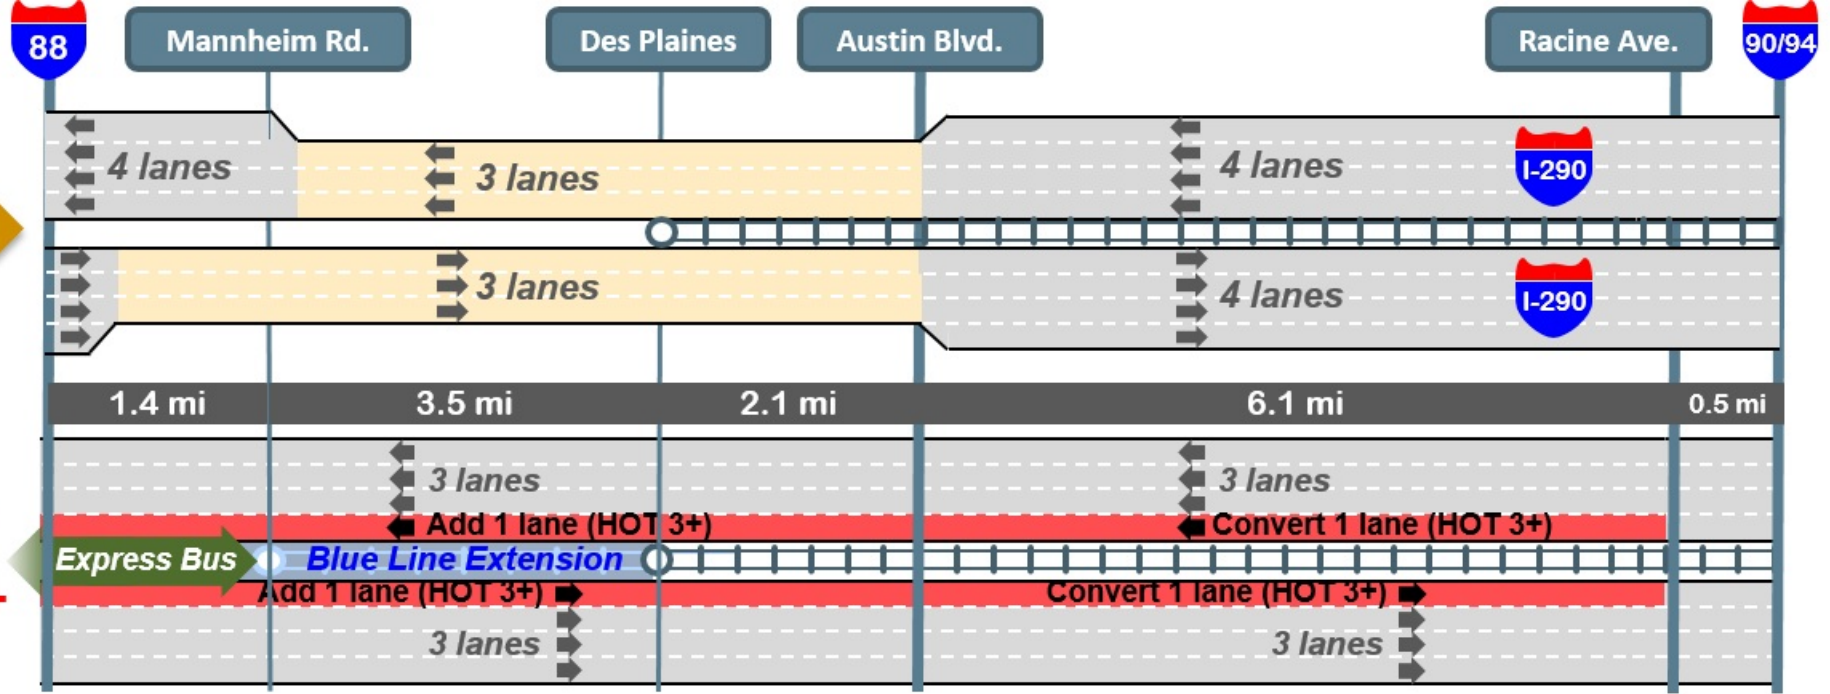 88
Mannheim Rd.
Des Plaines
Austin Blvd.
Racine Ave.
90/94
4 lanes
3 lanes
4 lanes
I-290
3 lanes
4 lanes
I-290
1.4 mi
3.5 mi
2.1 mi
6.1 mi
0.5 mi
3 lanes
3 lanes
Add 1 lane (HOT 3+)
Convert 1 lane (HOT 3+)
Express Bus
Blue Line Extension
Add 1 lane (HOT 3+)
Convert 1 lane (HOT 3+)
3 lanes
3 lanes